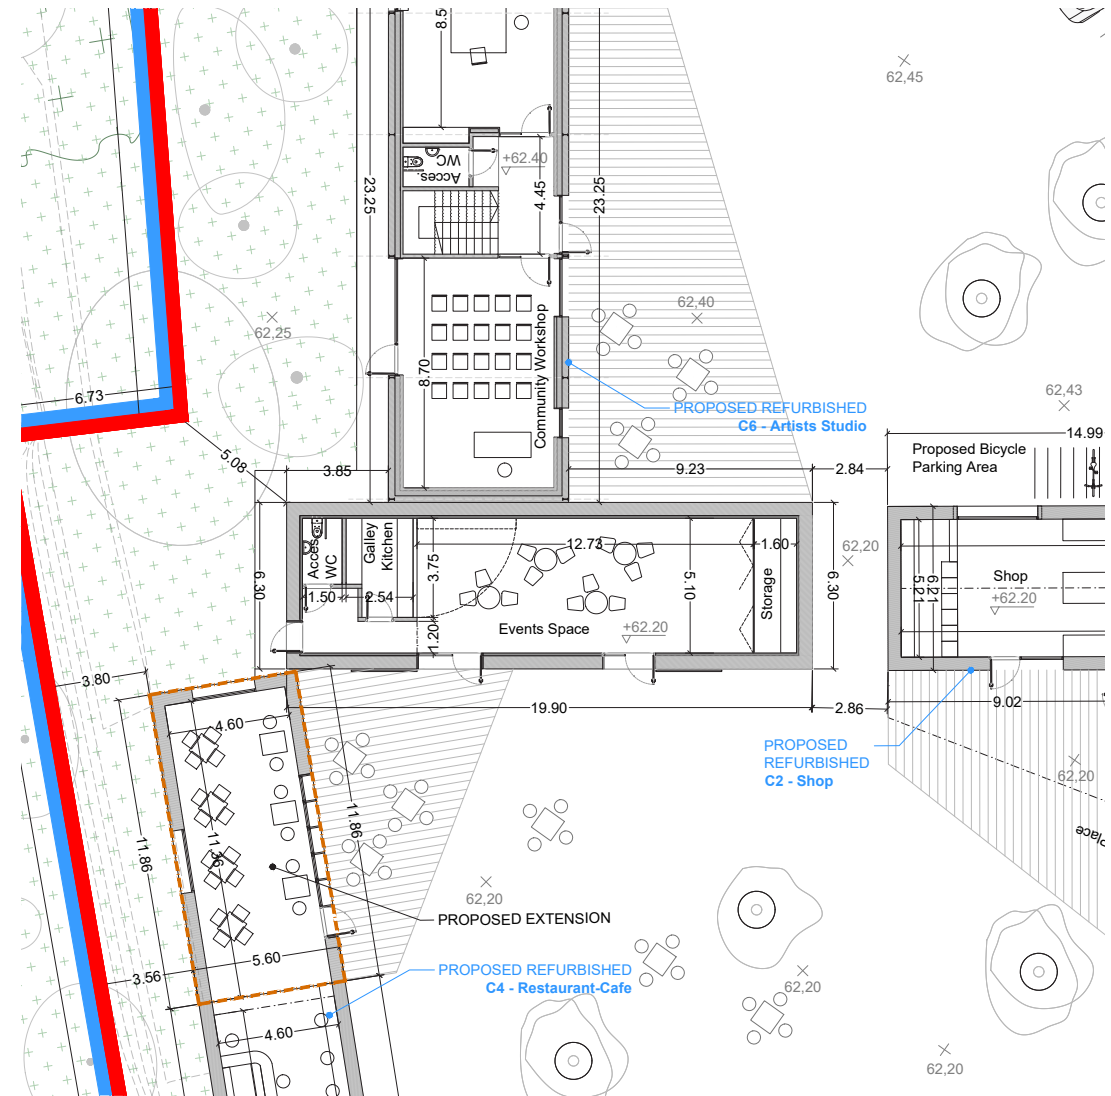 8.5
62,45
Acces.
WC
+62.40
4.45
23.25
23.25
62,40
62,25
8.70
Community Workshop
PROPOSED REFURBISHED
C6 - Artists Studio
62,43
6.73
14.99
Proposed Bicycle
Parking Area
5.08
3.85
9.23
2.84
Acces.
WC
Galley
Kitchen
3.75
12.73
1.60
62,20
5.10
6.30
6.30
5.21
6.21
Shop
+62.20
1.50
2.54
1.20
Storage
Events Space
+62.20
3.80
19.90
2.86
9.02
4.60
PROPOSED
REFURBISHED
C2 - Shop
62,20
Place
11.86
11.36
11.86
62,20
PROPOSED EXTENSION
5.60
3.56
PROPOSED REFURBISHED
C4 - Restaurant-Cafe
62,20
4.60
62,20